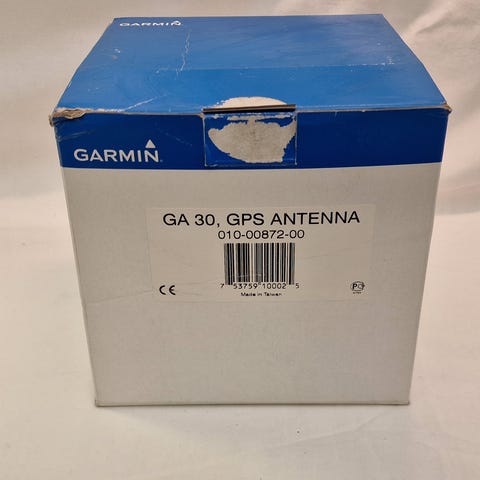 GARMIN
GARMIN
GA 30, GPS ANTENNA
010-00872-00
7 53759 10002 5
Made in Taiwan
CE